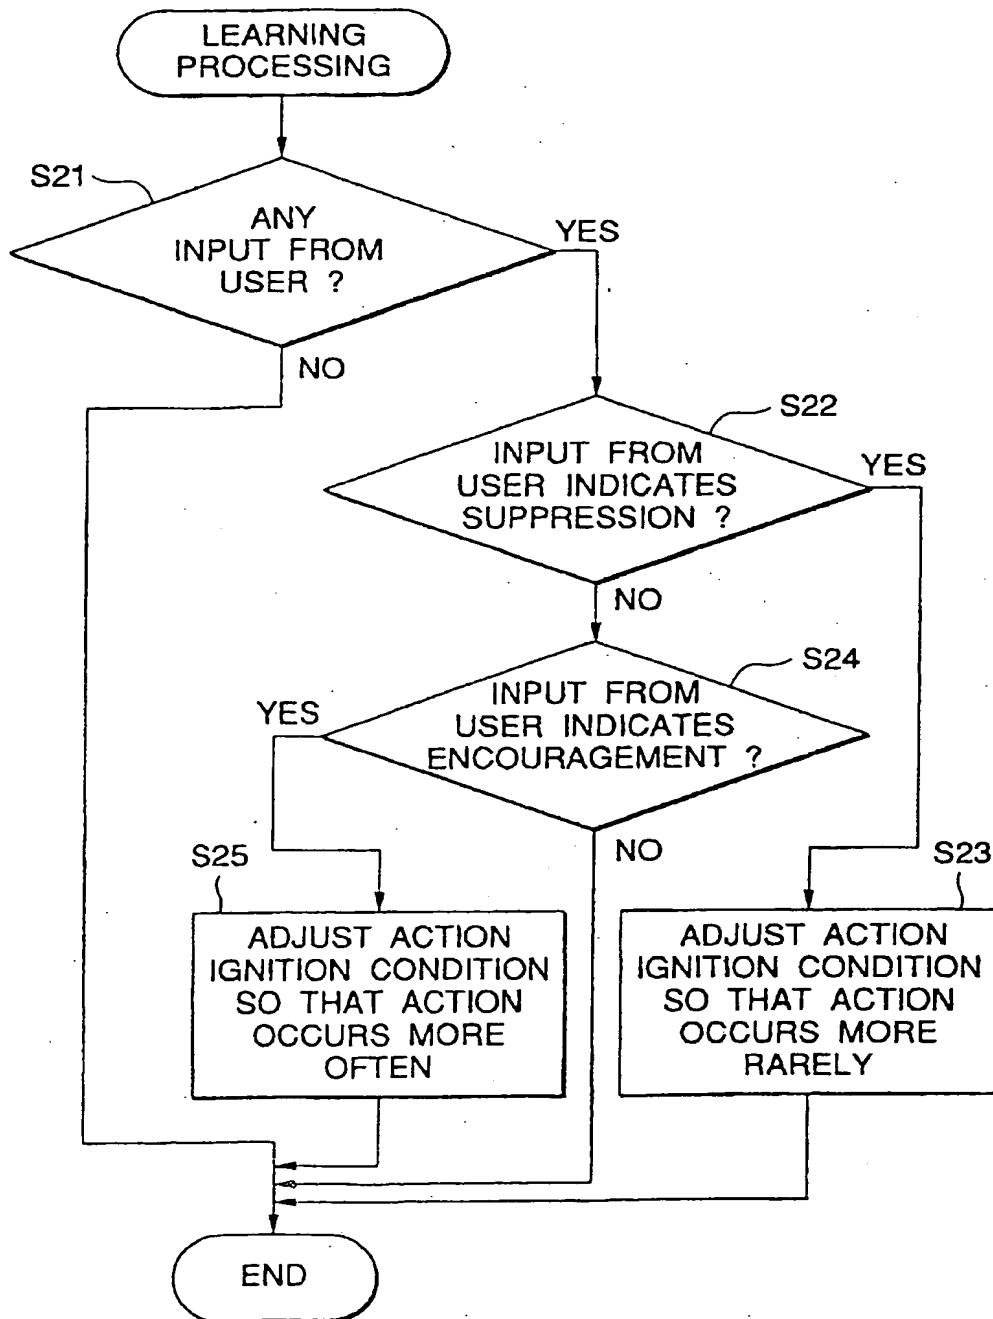 LEARNING
PROCESSING
S21
ANY
INPUT FROM
USER ?
YES
NO
S22
INPUT FROM
USER INDICATES
SUPPRESSION ?
YES
NO
S24
INPUT FROM
USER INDICATES
ENCOURAGEMENT ?
YES
NO
S25
ADJUST ACTION
IGNITION CONDITION
SO THAT ACTION
OCCURS MORE
OFTEN
S23
ADJUST ACTION
IGNITION CONDITION
SO THAT ACTION
OCCURS MORE
RARELY
END